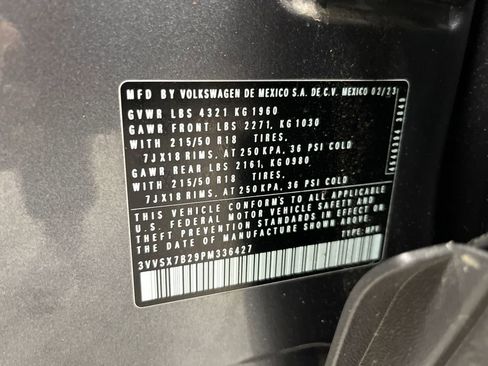 MFD BY VOLKSWAGEN DE MEXICO S.A. DE C.V. MEXICO 02/23
GVWR LBS 4321 KG 1960
GAWR FRONT LBS 2271, KG 1030
WITH 215/50 R18 TIRES,
7JX18 RIMS, AT 250 KPA, 36 PSI COLD
GAWR REAR LBS 2161, KG 0980,
WITH 215/50 R18 TIRES,
7JX18 RIMS, AT 250 KPA, 36 PSI COLD
THIS VEHICLE CONFORMS TO ALL APPLICABLE
U.S. FEDERAL MOTOR VEHICLE SAFETY AND
THEFT PREVENTION STANDARDS IN EFFECT ON
THE DATE OF MANUFACTURE SHOWN ABOVE.
TYPE: MPV
3VVSX7B29PM336427